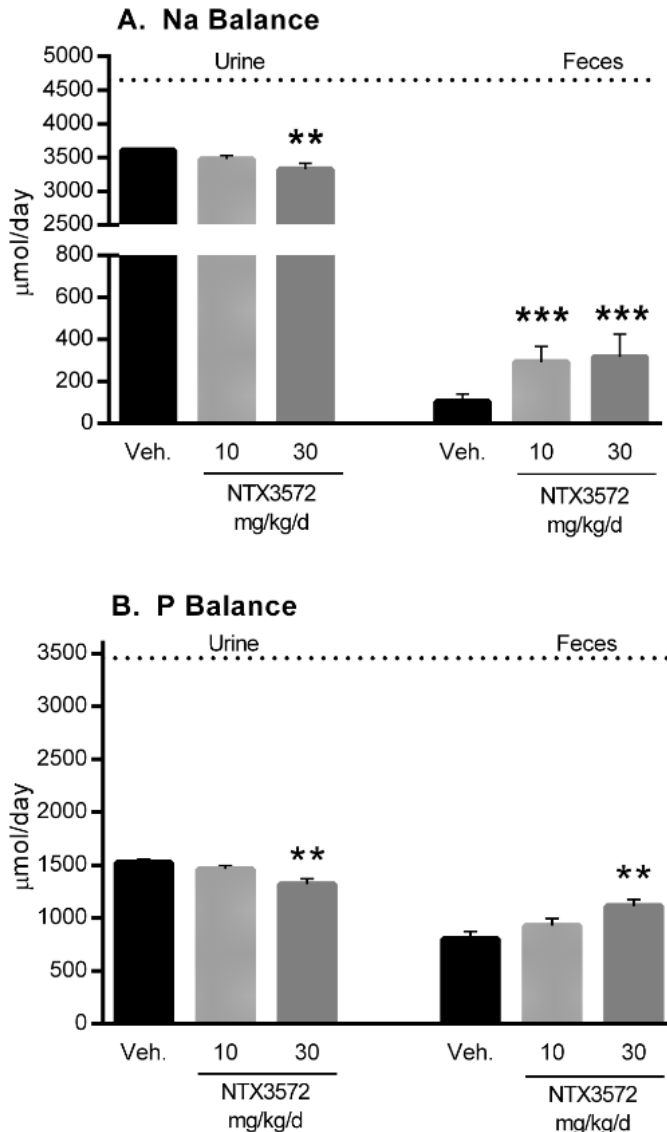 A. Na Balance
Urine Feces
5000
4500
4000
3500
3000
2500
800
600
400
200
0
μmol/day
**
*** ***
Veh. 10 30 Veh. 10 30
NTX3572 NTX3572
mg/kg/d mg/kg/d
B. P Balance
Urine Feces
3500
3000
2500
2000
1500
1000
500
0
μmol/day
** **
Veh. 10 30 Veh. 10 30
NTX3572 NTX3572
mg/kg/d mg/kg/d